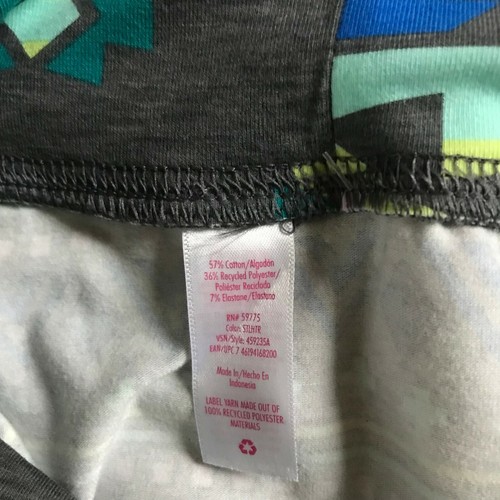 57% Cotton/Algodón
36% Recycled Polyester/
Poliéster Reciclado
7% Elastane/Elastano
RN# 59775
Color: STLHTR
VSN/Style: 459235A
EAN/UPC 7 46194168200
Made In/Hecho En
Indonesia
LABEL YARN MADE OUT OF
100% RECYCLED POLYESTER
MATERIALS